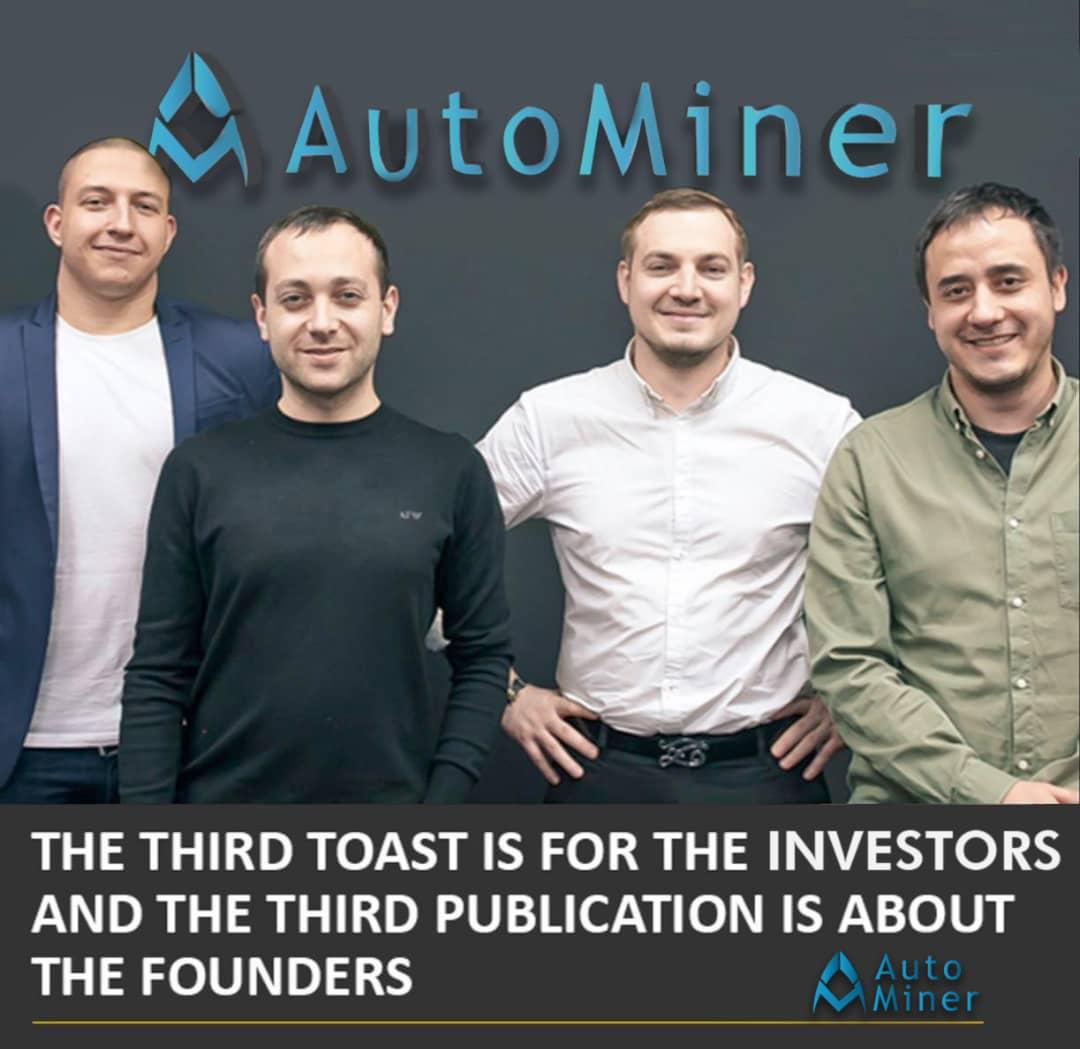 AutoMiner
THE THIRD TOAST IS FOR THE INVESTORS
AND THE THIRD PUBLICATION IS ABOUT
THE FOUNDERS
Auto
Miner